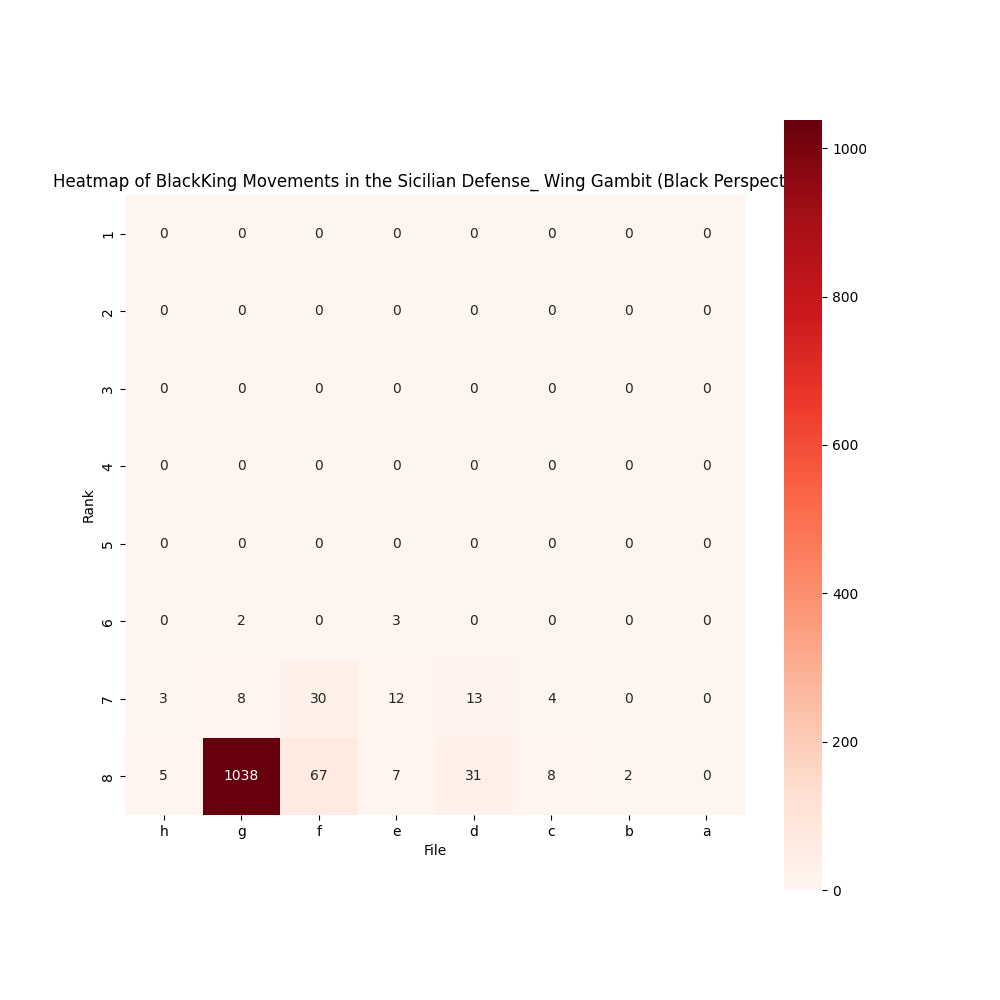 Heatmap of BlackKing Movements in the Sicilian Defense_ Wing Gambit (Black Perspect
1000
800
600
400
200
0
Rank
1 0 0 0 0 0 0 0 0
2 0 0 0 0 0 0 0 0
3 0 0 0 0 0 0 0 0
4 0 0 0 0 0 0 0 0
5 0 0 0 0 0 0 0 0
6 0 2 0 3 0 0 0 0
7 3 8 30 12 13 4 0 0
8 5 1038 67 7 31 8 2 0
h g f e d c b a
File